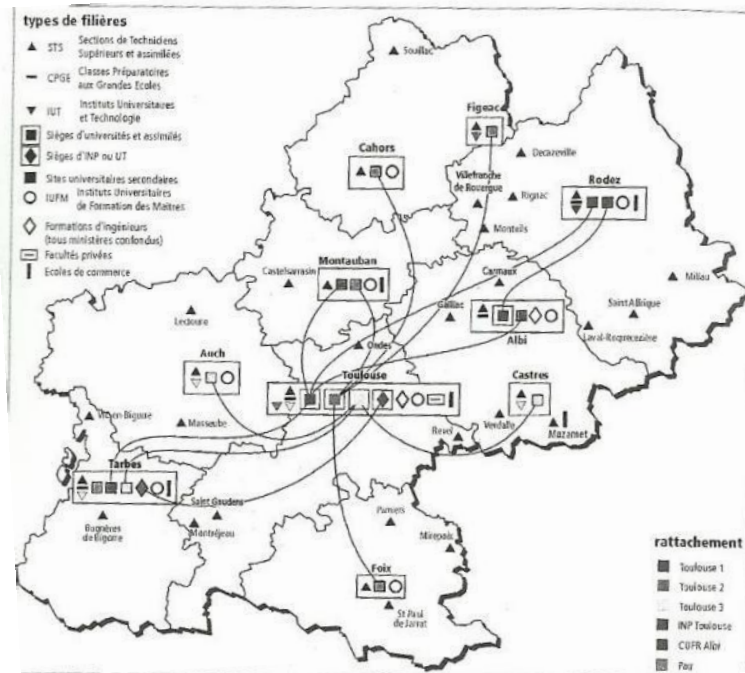 types de filières
STS Sections de Techniciens
Supérieurs et assimilées
CPGE Classes Préparatoires
aux Grandes Ecoles
IUT Instituts Universitaires
et Technologie
Sièges d'universités et assimilés
Sièges d'INP ou UT
Sites universitaires secondaires
IUFM Instituts Universitaires
de Formation des Maitres
Formations d'ingénieurs
(tous ministères confondus)
Facultés privées
Ecoles de commerce
Souillac
Figeac
Cahors
Decazeville
Villefranche
de Rouergue
Rignac
Rodez
Monteils
Montauban
Castelsarrasin
Carmaux
Millau
Lectoure
Gaillac
Saint Affrique
Albi
Laval-Roquecezière
Ondes
Auch
Toulouse
Castres
Vic-en-Bigorre
Masseube
Revel
Verdalle
Mazamet
Tarbes
Saint Gaudens
Bagnères
de Bigorre
Montréjeau
Pamiers
Mirepoix
Foix
St Paul
de Jarrat
rattachement
Toulouse 1
Toulouse 2
Toulouse 3
INP Toulouse
CUFR Albi
Pau